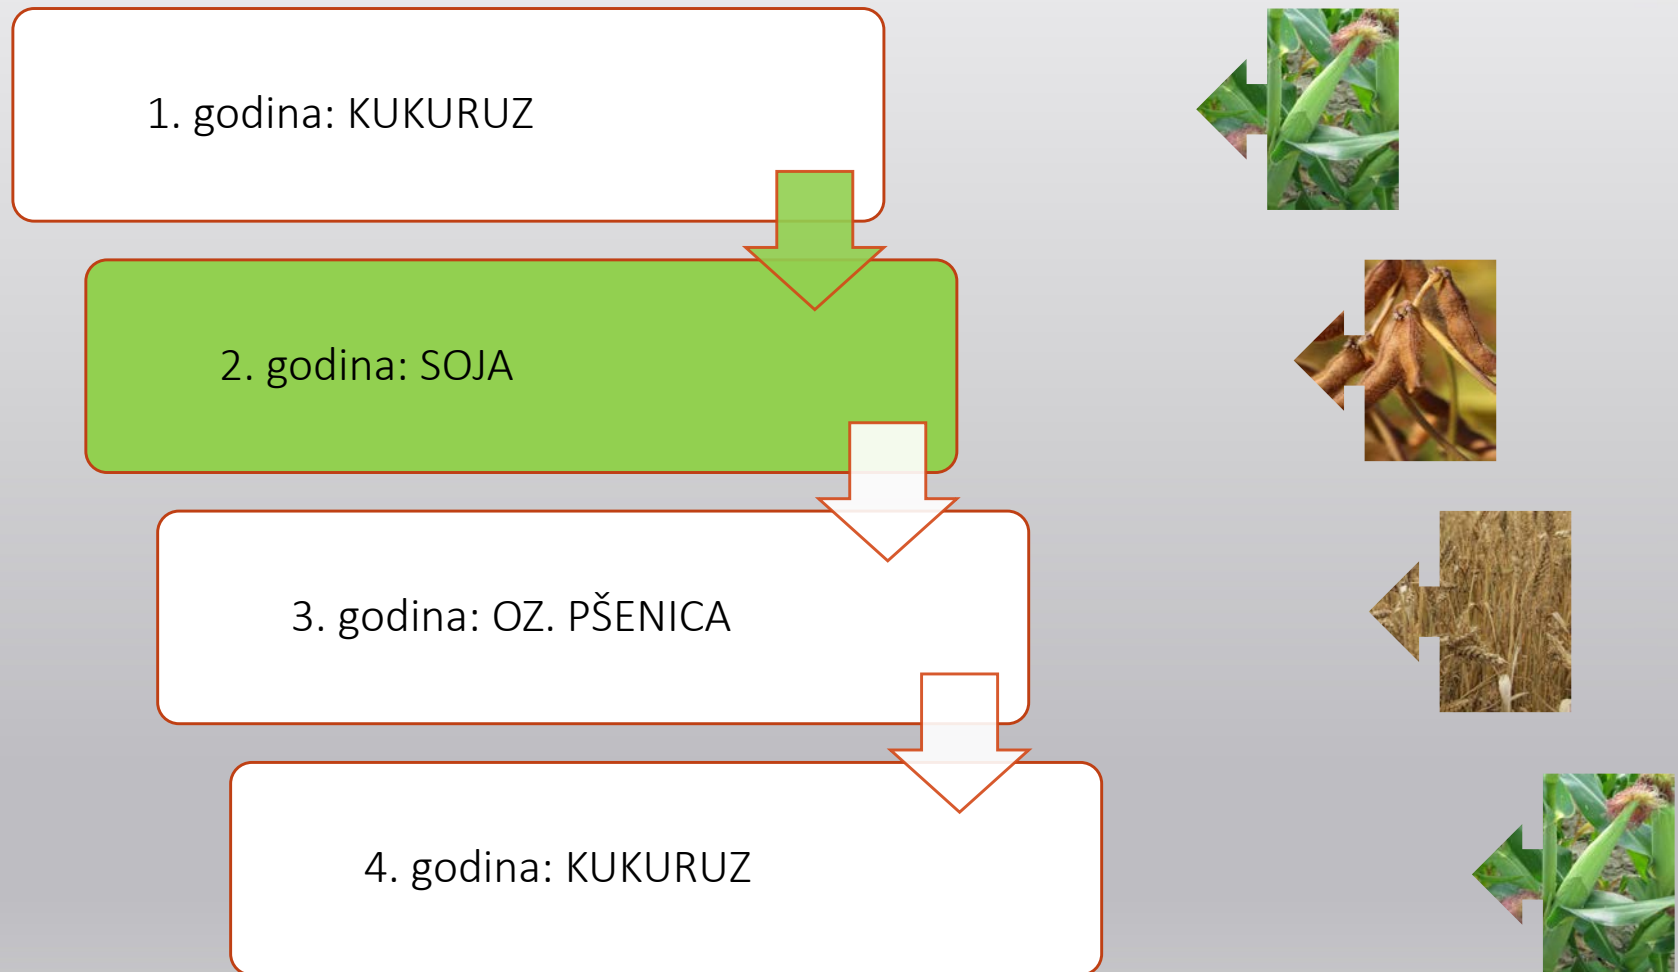 1. godina: KUKURUZ
2. godina: SOJA
3. godina: OZ. PŠENICA
4. godina: KUKURUZ